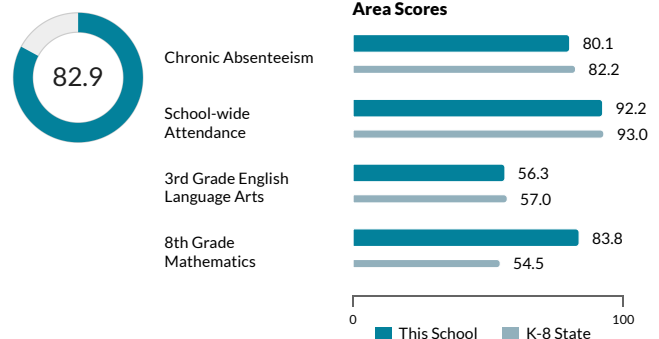 Area Scores
82.9
Chronic Absenteeism
80.1
82.2
School-wide
Attendance
92.2
93.0
3rd Grade English
Language Arts
56.3
57.0
8th Grade
Mathematics
83.8
54.5
0
100
This School
K-8 State